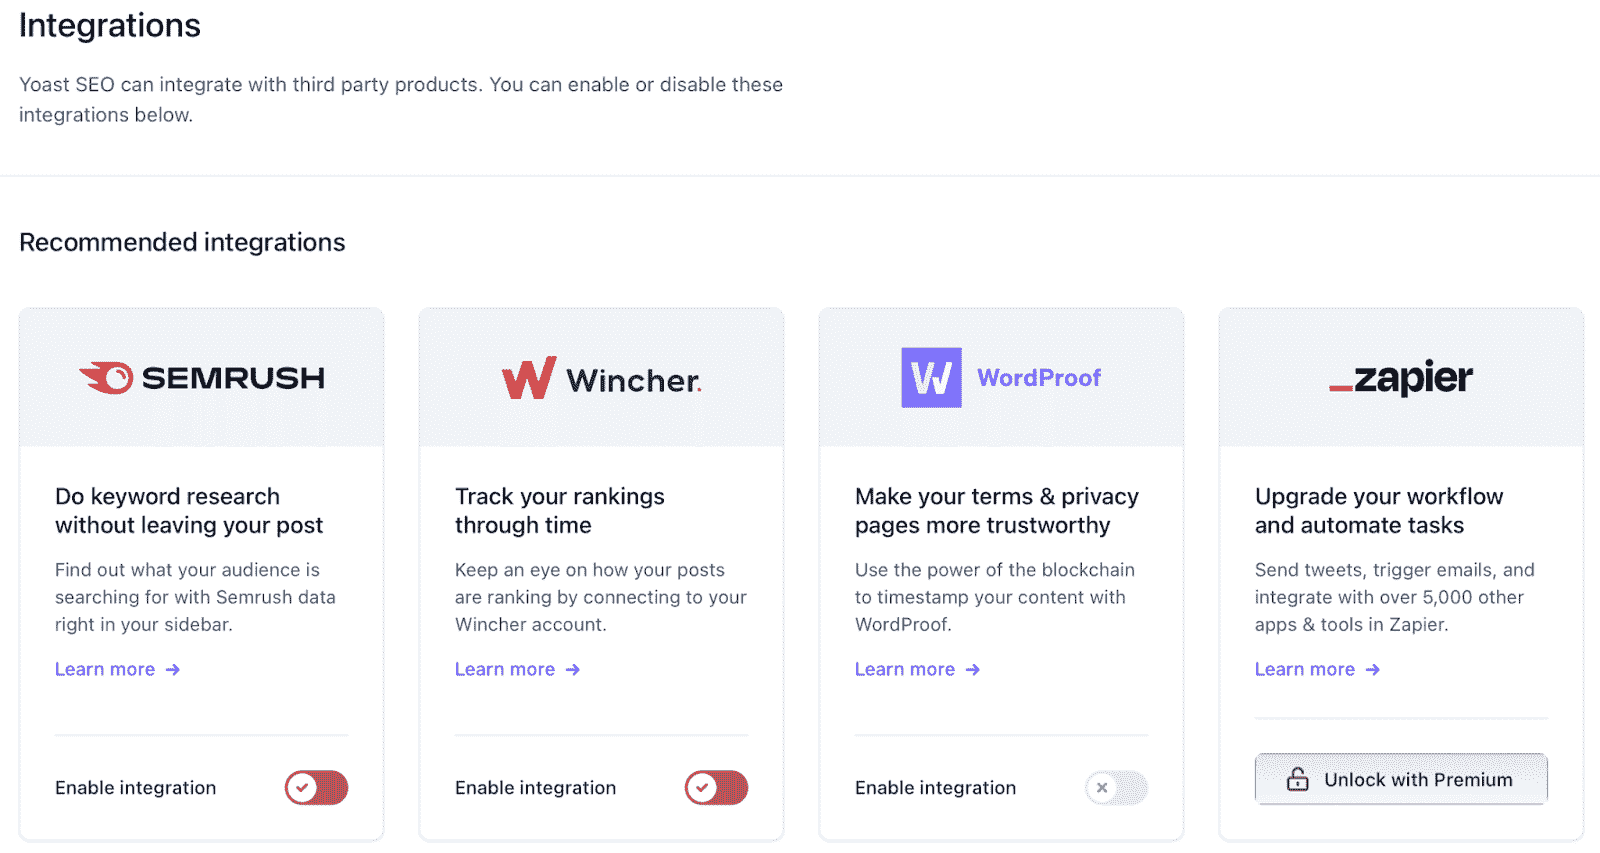 Integrations
Yoast SEO can integrate with third party products. You can enable or disable these
integrations below.
Recommended integrations
SEMRUSH
Do keyword research
without leaving your post
Find out what your audience is
searching for with Semrush data
right in your sidebar.
Learn more →
Enable integration
Wincher.
Track your rankings
through time
Keep an eye on how your posts
are ranking by connecting to your
Wincher account.
Learn more →
Enable integration
W WordProof
Make your terms & privacy
pages more trustworthy
Use the power of the blockchain
to timestamp your content with
WordProof.
Learn more →
Enable integration
_zapier
Upgrade your workflow
and automate tasks
Send tweets, trigger emails, and
integrate with over 5,000 other
apps & tools in Zapier.
Learn more →
Unlock with Premium